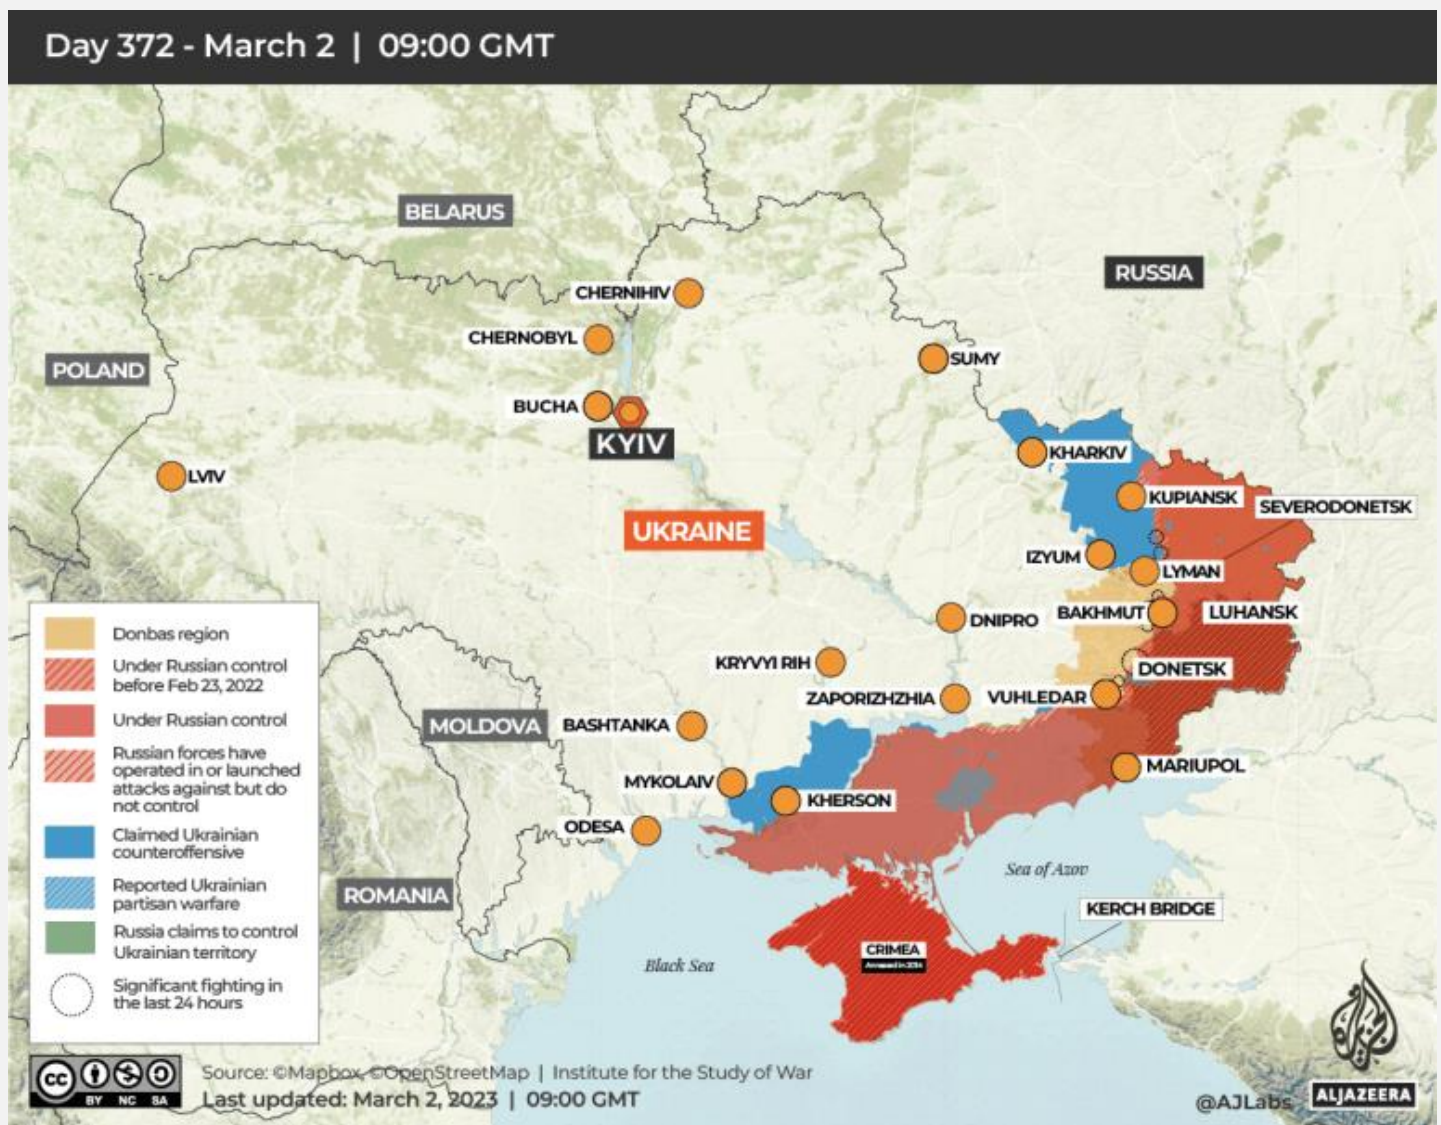 Day 372 - March 2 | 09:00 GMT
BELARUS
RUSSIA
CHERNIHIV
CHERNOBYL
SUMY
POLAND
BUCHA
KYIV
KHARKIV
LVIV
KUPIANSK
SEVERODONETSK
UKRAINE
IZYUM
LYMAN
BAKHMUT
LUHANSK
DNIPRO
KRYVYI RIH
DONETSK
ZAPORIZHZHIA
VUHLEDAR
MOLDOVA
BASHTANKA
MARIUPOL
MYKOLAIV
KHERSON
ODESA
Sea of Azov
ROMANIA
KERCH BRIDGE
CRIMEA
Annexed in 2014
Black Sea
Donbas region
Under Russian control
before Feb 23, 2022
Under Russian control
Russian forces have
operated in or launched
attacks against but do
not control
Claimed Ukrainian
counteroffensive
Reported Ukrainian
partisan warfare
Russia claims to control
Ukrainian territory
Significant fighting in
the last 24 hours
cc
BY NC SA
Source: ©Mapbox, ©OpenStreetMap | Institute for the Study of War
Last updated: March 2, 2023 | 09:00 GMT
@AJLabs
الجزيرة
ALJAZEERA